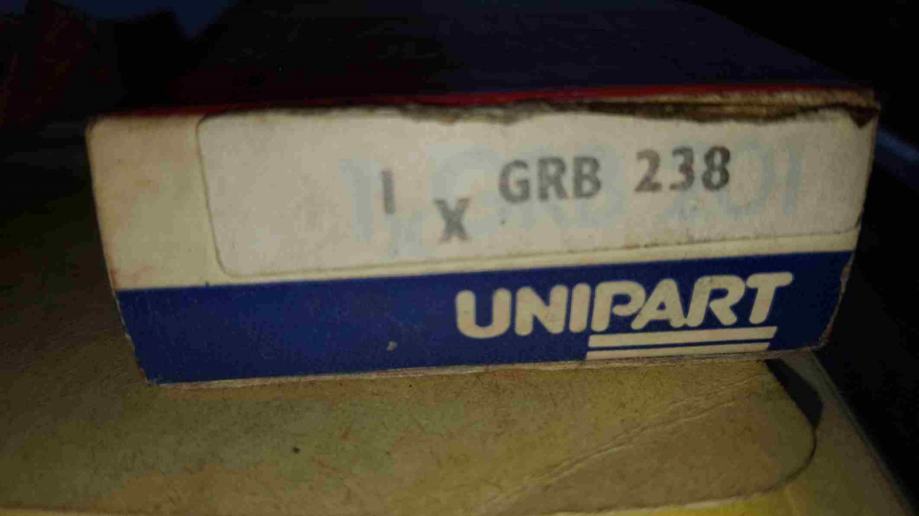 1 X GRB 238
UNIPART